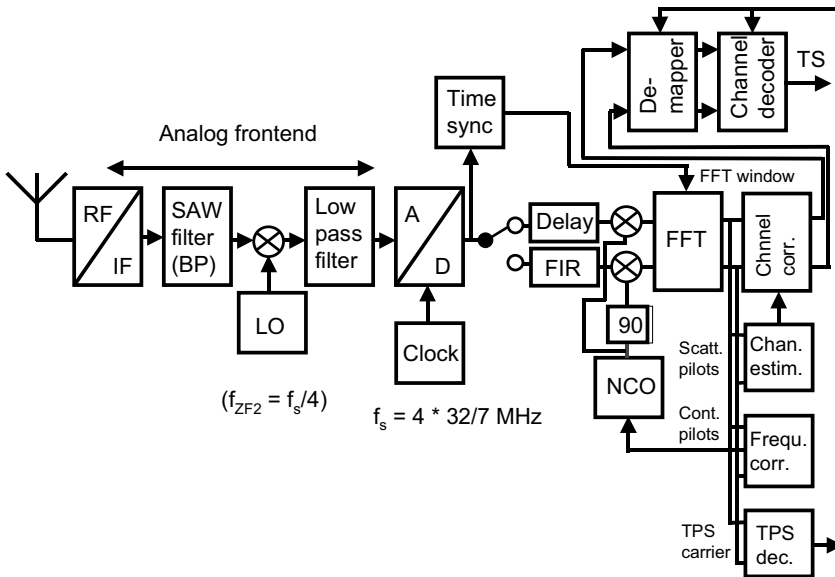 De-
mapper
Channel
decoder
TS
Time
sync
Analog frontend
FFT window
RF
IF
SAW
filter
(BP)
Low
pass
filter
A
D
Delay
FIR
FFT
Chnnel
corr.
LO
Clock
90
NCO
Scatt.
pilots
Chan.
estim.
(f_ZF2 = f_s/4)
f_s = 4 * 32/7 MHz
Cont.
pilots
Frequ.
corr.
TPS
carrier
TPS
dec.